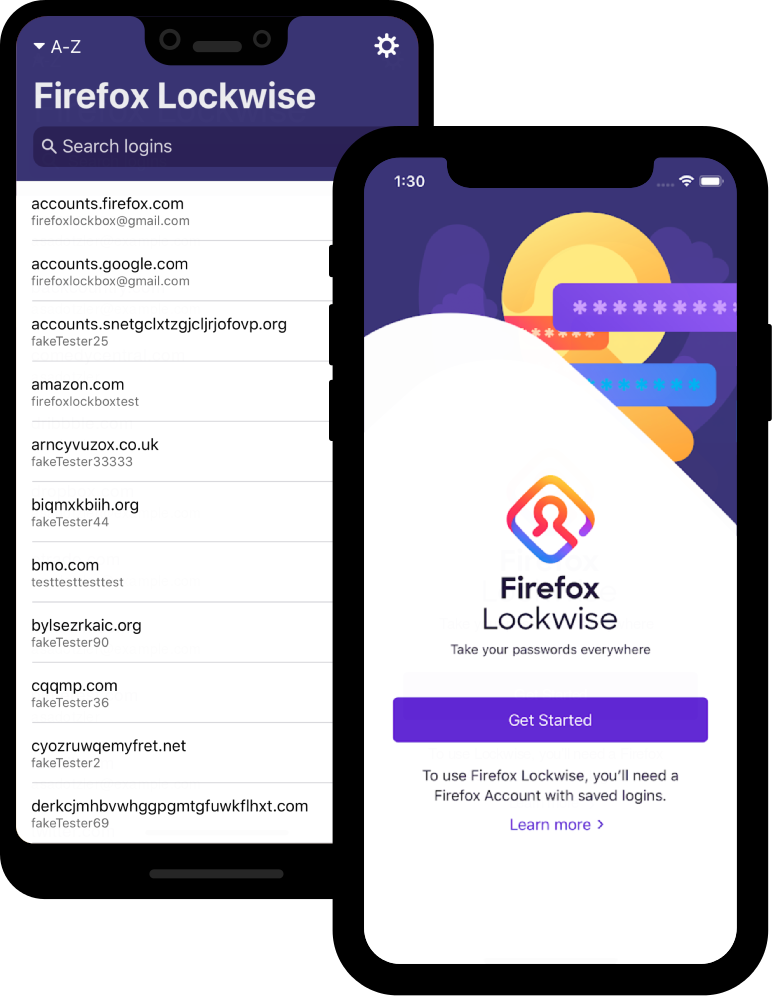 A-Z
Firefox Lockwise
Search logins
accounts.firefox.com
firefoxlockbox@gmail.com
accounts.google.com
firefoxlockbox@gmail.com
accounts.snetgclxtzgjcljrjofovp.org
fakeTester25
amazon.com
firefoxlockboxtest
arncyvuzox.co.uk
fakeTester33333
biqmxkbiih.org
fakeTester44
bmo.com
testtesttesttest
bylsezrkaic.org
fakeTester90
cqqmp.com
fakeTester36
cyozruwqemyfret.net
fakeTester2
derkcjmhbvwhggpgmtgfuwkflhxt.com
fakeTester69
1:30
Firefox
Lockwise
Take your passwords everywhere
Get Started
To use Firefox Lockwise, you’ll need a
Firefox Account with saved logins.
Learn more